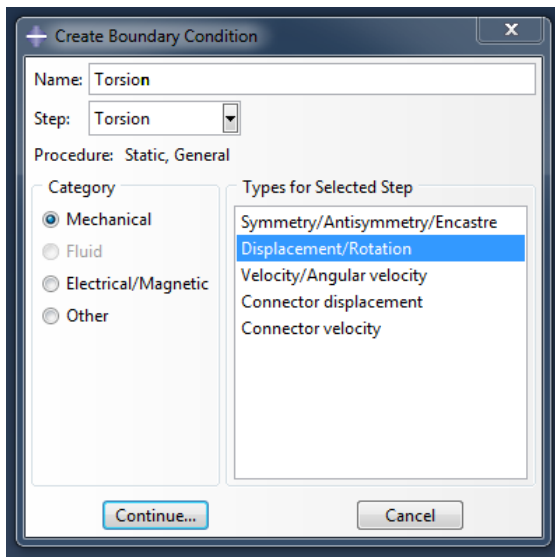 Create Boundary Condition
X
Name: Torsion
Step: Torsion
Procedure: Static, General
Category
Mechanical
Fluid
Electrical/Magnetic
Other
Types for Selected Step
Symmetry/Antisymmetry/Encastre
Displacement/Rotation
Velocity/Angular velocity
Connector displacement
Connector velocity
Continue...
Cancel